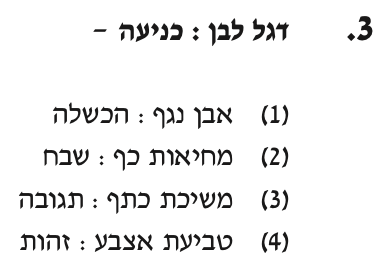 3. דגל לבן : כניעה –
(1) אבן נגף : הכשלה
(2) מחיאות כף : שבח
(3) משיכת כתף : תגובה
(4) טביעת אצבע : זהות